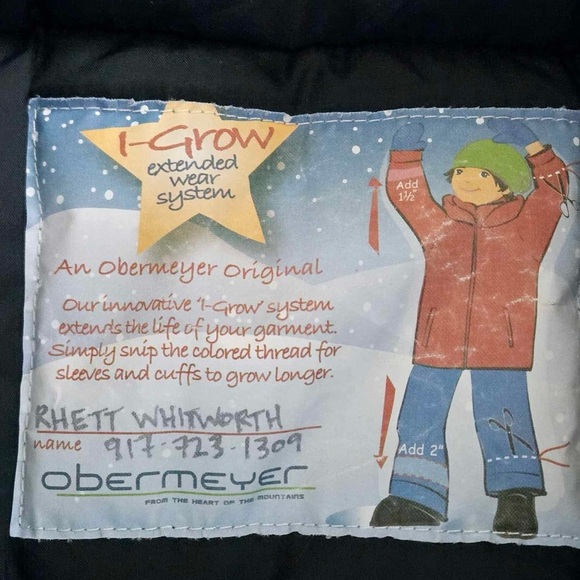 I-Grow
extended
wear
system
An Obermeyer Original
Our innovative 'I-Grow' system
extends the life of your garment.
Simply snip the colored thread for
sleeves and cuffs to grow longer.
RHETT WHITWORTH
name 917-723-1309
obermeyer
FROM THE HEART OF THE MOUNTAINS
Add
1½"
Add 2"